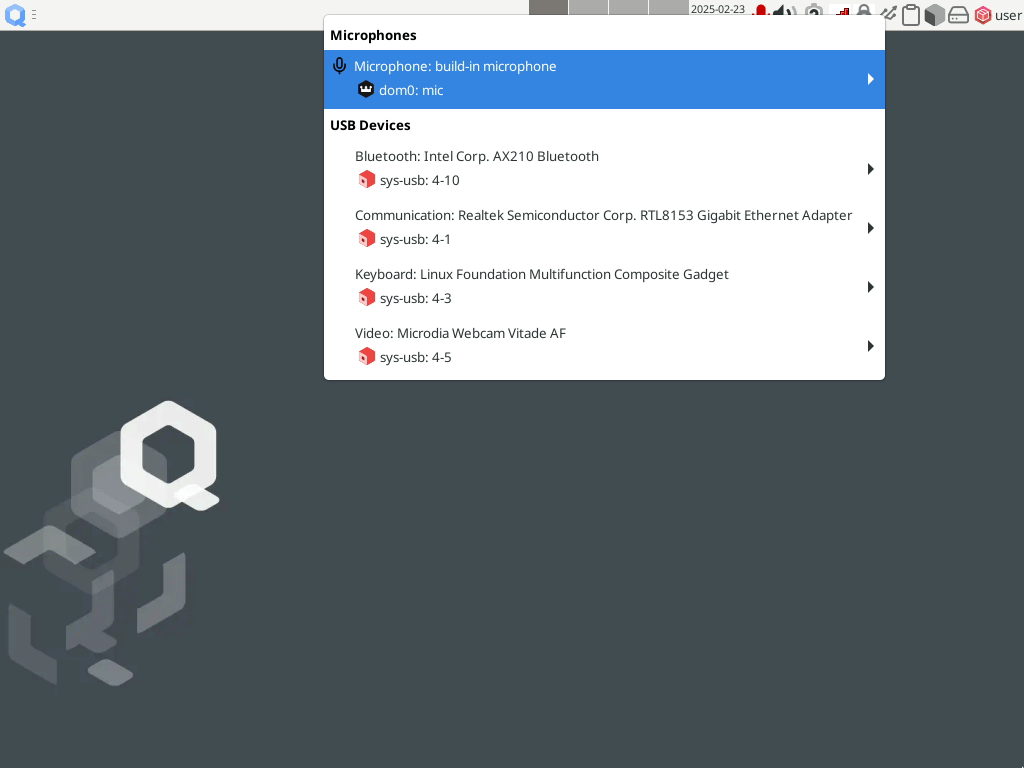 2025-02-23
user
Microphones
Microphone: build-in microphone
dom0: mic
USB Devices
Bluetooth: Intel Corp. AX210 Bluetooth
sys-usb: 4-10
Communication: Realtek Semiconductor Corp. RTL8153 Gigabit Ethernet Adapter
sys-usb: 4-1
Keyboard: Linux Foundation Multifunction Composite Gadget
sys-usb: 4-3
Video: Microdia Webcam Vitade AF
sys-usb: 4-5